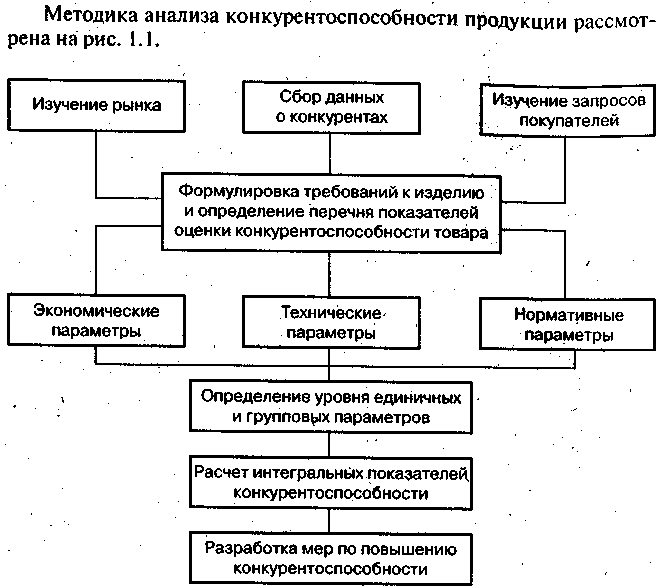 Методика анализа конкурентоспособности продукции рассмот-
рена на рис. 1.1.
Изучение рынка
Сбор данных
о конкурентах
Изучение запросов
покупателей
Формулировка требований к изделию
и определение перечня показателей
оценки конкурентоспособности товара
Экономические
параметры
Технические
параметры
Нормативные
параметры
Определение уровня единичных
и групповых параметров
Расчет интегральных показателей
конкурентоспособности
Разработка мер по повышению
конкурентоспособности